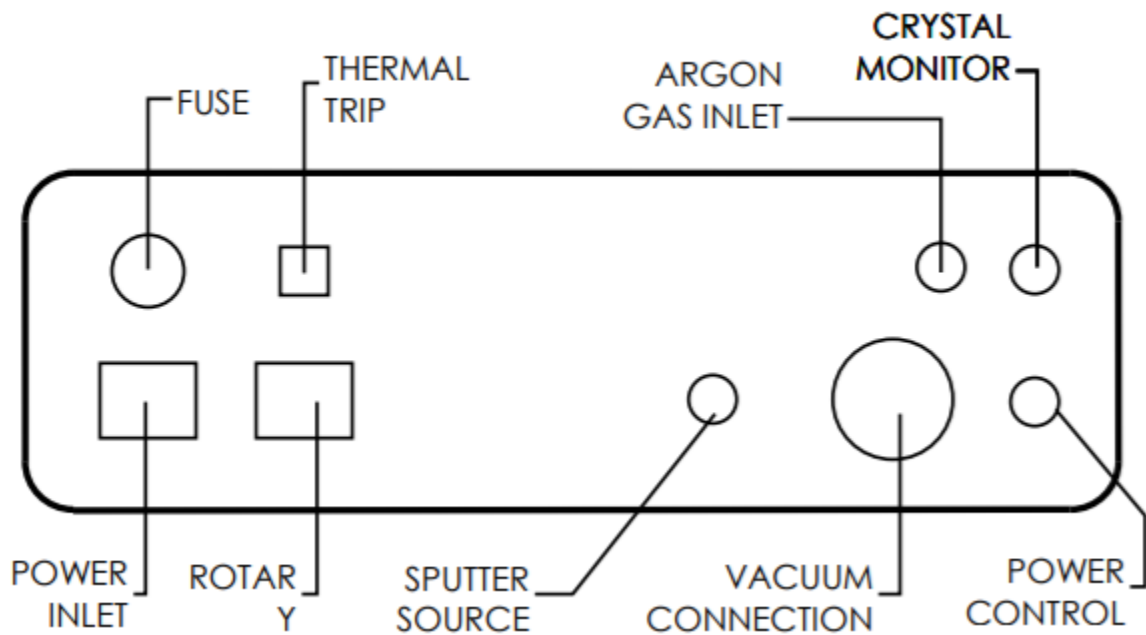 FUSE
THERMAL
TRIP
ARGON
GAS INLET
CRYSTAL
MONITOR
POWER
INLET
ROTAR
Y
SPUTTER
SOURCE
VACUUM
CONNECTION
POWER
CONTROL